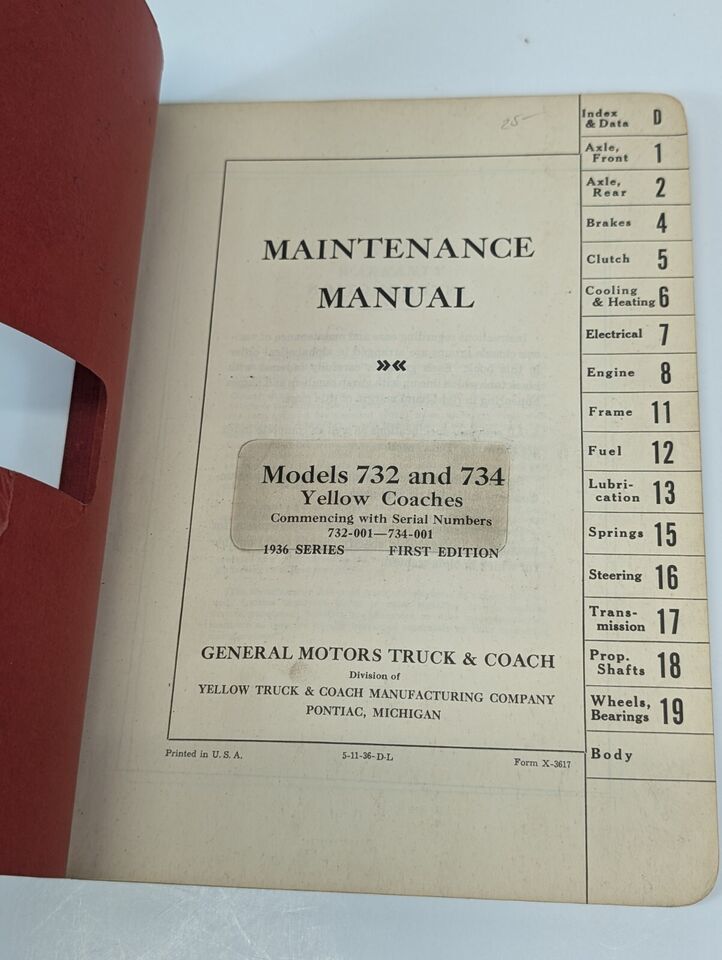 25-
MAINTENANCE
MANUAL
»«
Models 732 and 734
Yellow Coaches
Commencing with Serial Numbers
732-001—734-001
1936 SERIES FIRST EDITION
GENERAL MOTORS TRUCK & COACH
Division of
YELLOW TRUCK & COACH MANUFACTURING COMPANY
PONTIAC, MICHIGAN
Printed in U. S. A. 5-11-36-D-L Form X-3617
Index
& Data 0
Axle,
Front 1
Axle,
Rear 2
Brakes 4
Clutch 5
Cooling
& Heating 6
Electrical 7
Engine 8
Frame 11
Fuel 12
Lubri-
cation 13
Springs 15
Steering 16
Trans-
mission 17
Prop.
Shafts 18
Wheels,
Bearings 19
Body